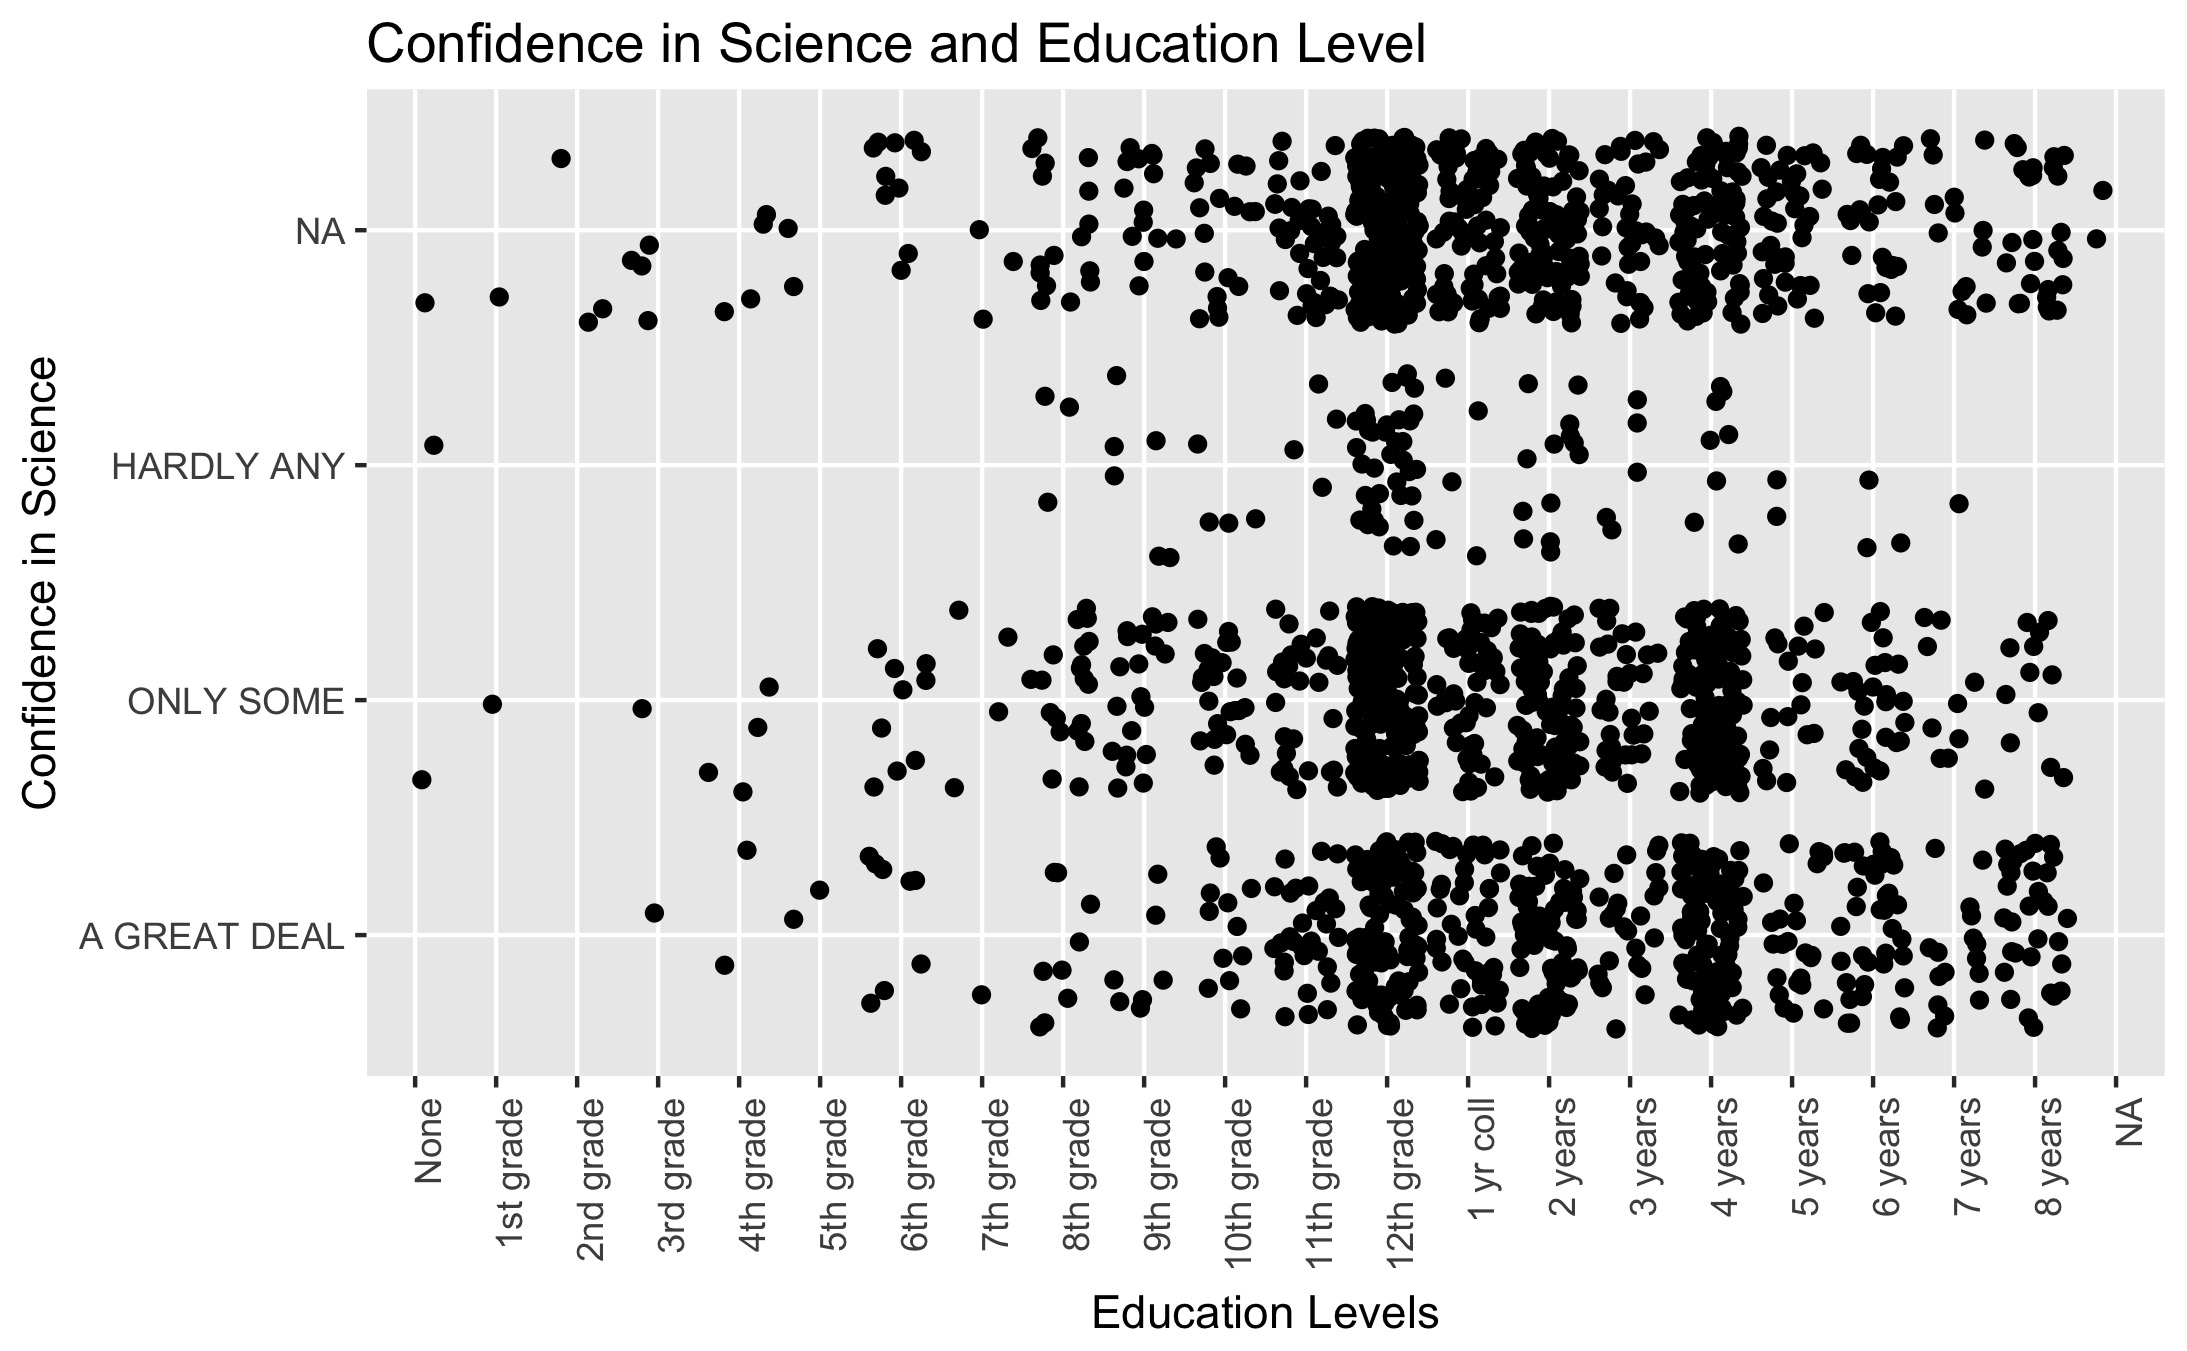 Confidence in Science and Education Level
Confidence in Science
NA
HARDLY ANY
ONLY SOME
A GREAT DEAL
None
1st grade
2nd grade
3rd grade
4th grade
5th grade
6th grade
7th grade
8th grade
9th grade
10th grade
11th grade
12th grade
1 yr coll
2 years
3 years
4 years
5 years
6 years
7 years
8 years
NA
Education Levels